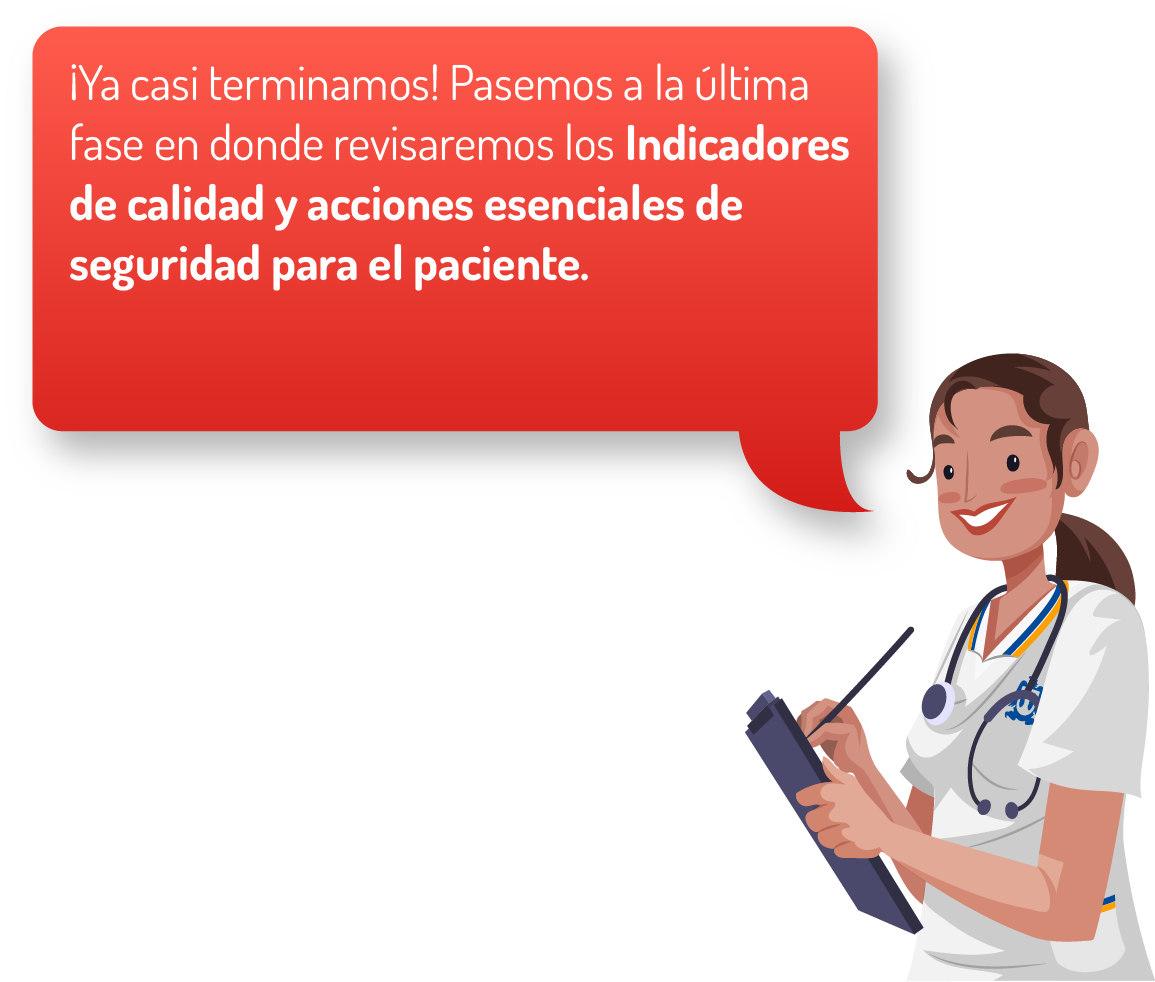 ¡Ya casi terminamos! Pasemos a la última
fase en donde revisaremos los Indicadores
de calidad y acciones esenciales de
seguridad para el paciente.